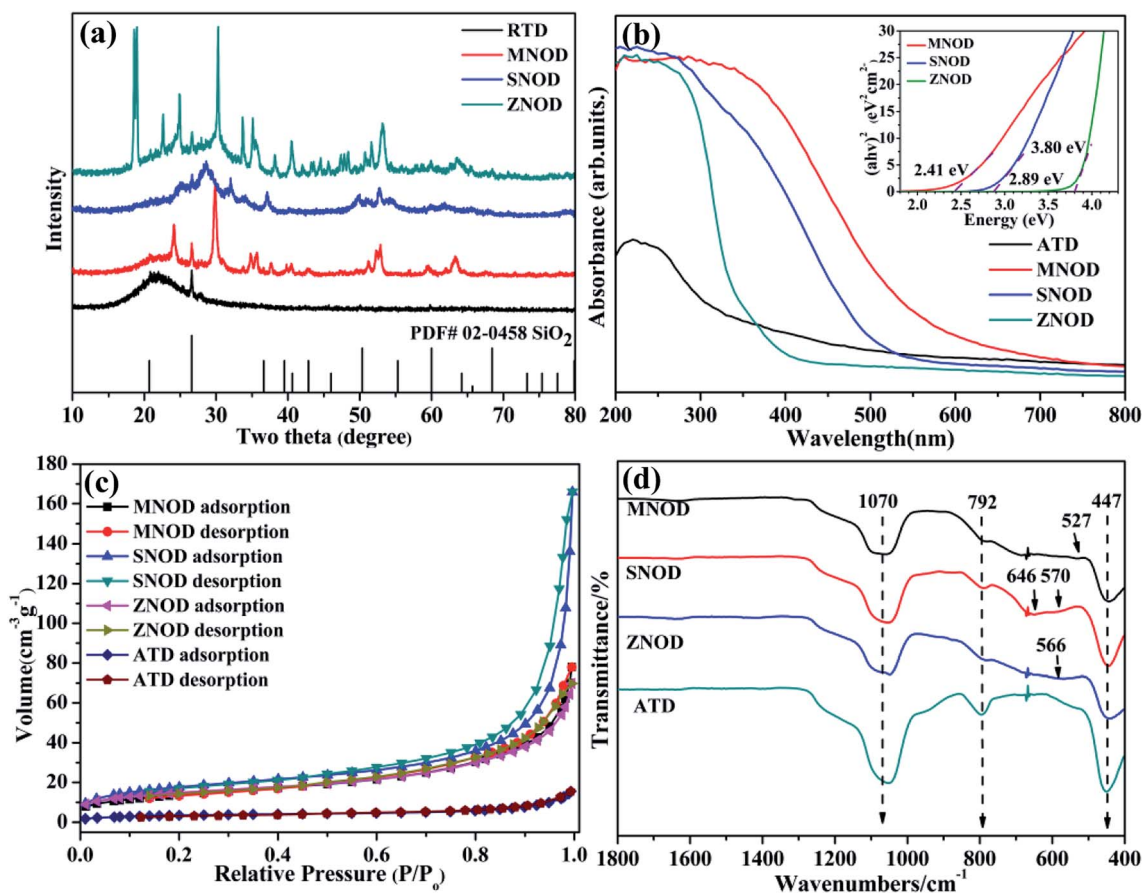 (a)
RTD
MNOD
SNOD
ZNOD
Intensity
PDF# 02-0458 SiO2
10 20 30 40 50 60 70 80
Two theta (degree)
(b)
MNOD
SNOD
ZNOD
(ahv)2 (eV2 cm2-
30
25
20
15
10
5
0
2.41 eV
3.80 eV
2.89 eV
2.0 2.5 3.0 3.5 4.0
Energy (eV)
ATD
MNOD
SNOD
ZNOD
Absorbance (arb.units.)
200 300 400 500 600 700 800
Wavelength(nm)
(c)
MNOD adsorption
MNOD desorption
SNOD adsorption
SNOD desorption
ZNOD adsorption
ZNOD desorption
ATD adsorption
ATD desorption
Volume(cm-3g-1)
180
160
140
120
100
80
60
40
20
0
0.0 0.2 0.4 0.6 0.8 1.0
Relative Pressure (P/Po)
(d)
1070 792 447
MNOD
527
SNOD
646 570
ZNOD
566
ATD
Transmittance/%
1800 1600 1400 1200 1000 800 600 400
Wavenumbers/cm-1